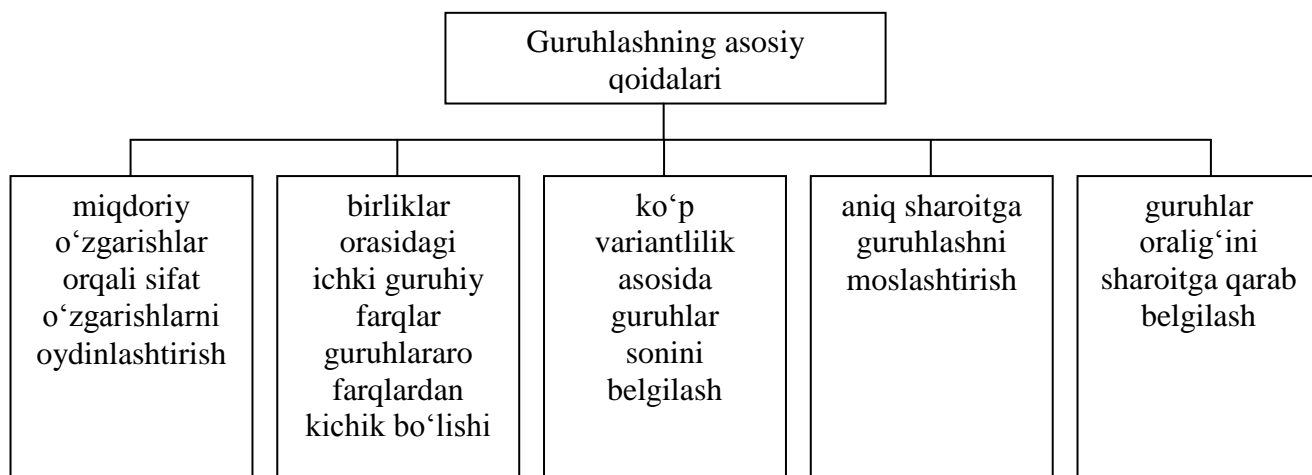 Guruhlashning asosiy
qoidalari
miqdoriy
o‘zgarishlar
orqali sifat
o‘zgarishlarni
oydinlashtirish
birliklar
orasidagi
ichki guruhiy
farqlar
guruhlararo
farqlardan
kichik bo‘lishi
ko‘p
variantlilik
asosida
guruhlar
sonini
belgilash
aniq sharoitga
guruhlashni
moslashtirish
guruhlar
oralig‘ini
sharoitga qarab
belgilash